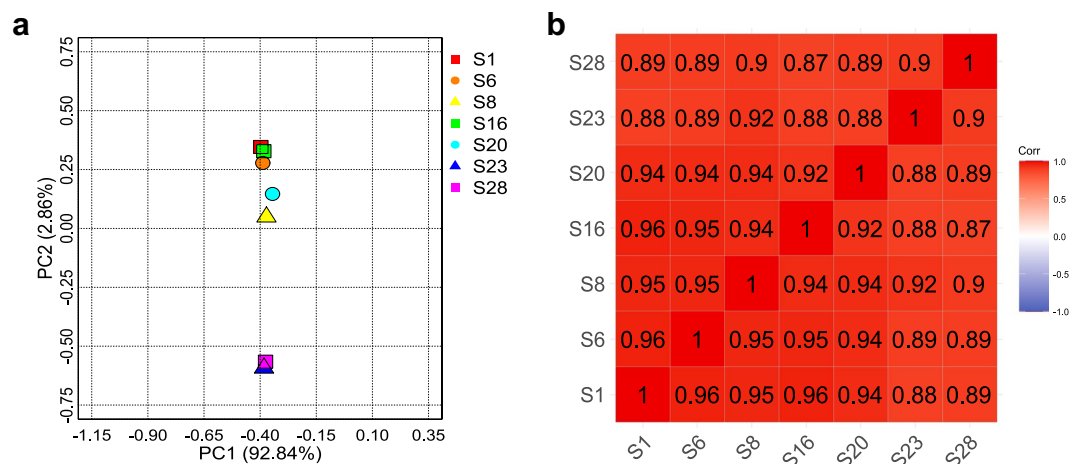 a
PC2 (2.86%)
0.75
0.50
0.25
0.00
-0.25
-0.50
-0.75
-1.15 -0.90 -0.65 -0.40 -0.15 0.10 0.35
PC1 (92.84%)
S1
S6
S8
S16
S20
S23
S28
b
S28 0.89 0.89 0.9 0.87 0.89 0.9 1
S23 0.88 0.89 0.92 0.88 0.88 1 0.9
S20 0.94 0.94 0.94 0.92 1 0.88 0.89
S16 0.96 0.95 0.94 1 0.92 0.88 0.87
S8 0.95 0.95 1 0.94 0.94 0.92 0.9
S6 0.96 1 0.95 0.95 0.94 0.89 0.89
S1 1 0.96 0.95 0.96 0.94 0.88 0.89
S1 S6 S8 S16 S20 S23 S28
Corr
1.0
0.5
0.0
-0.5
-1.0